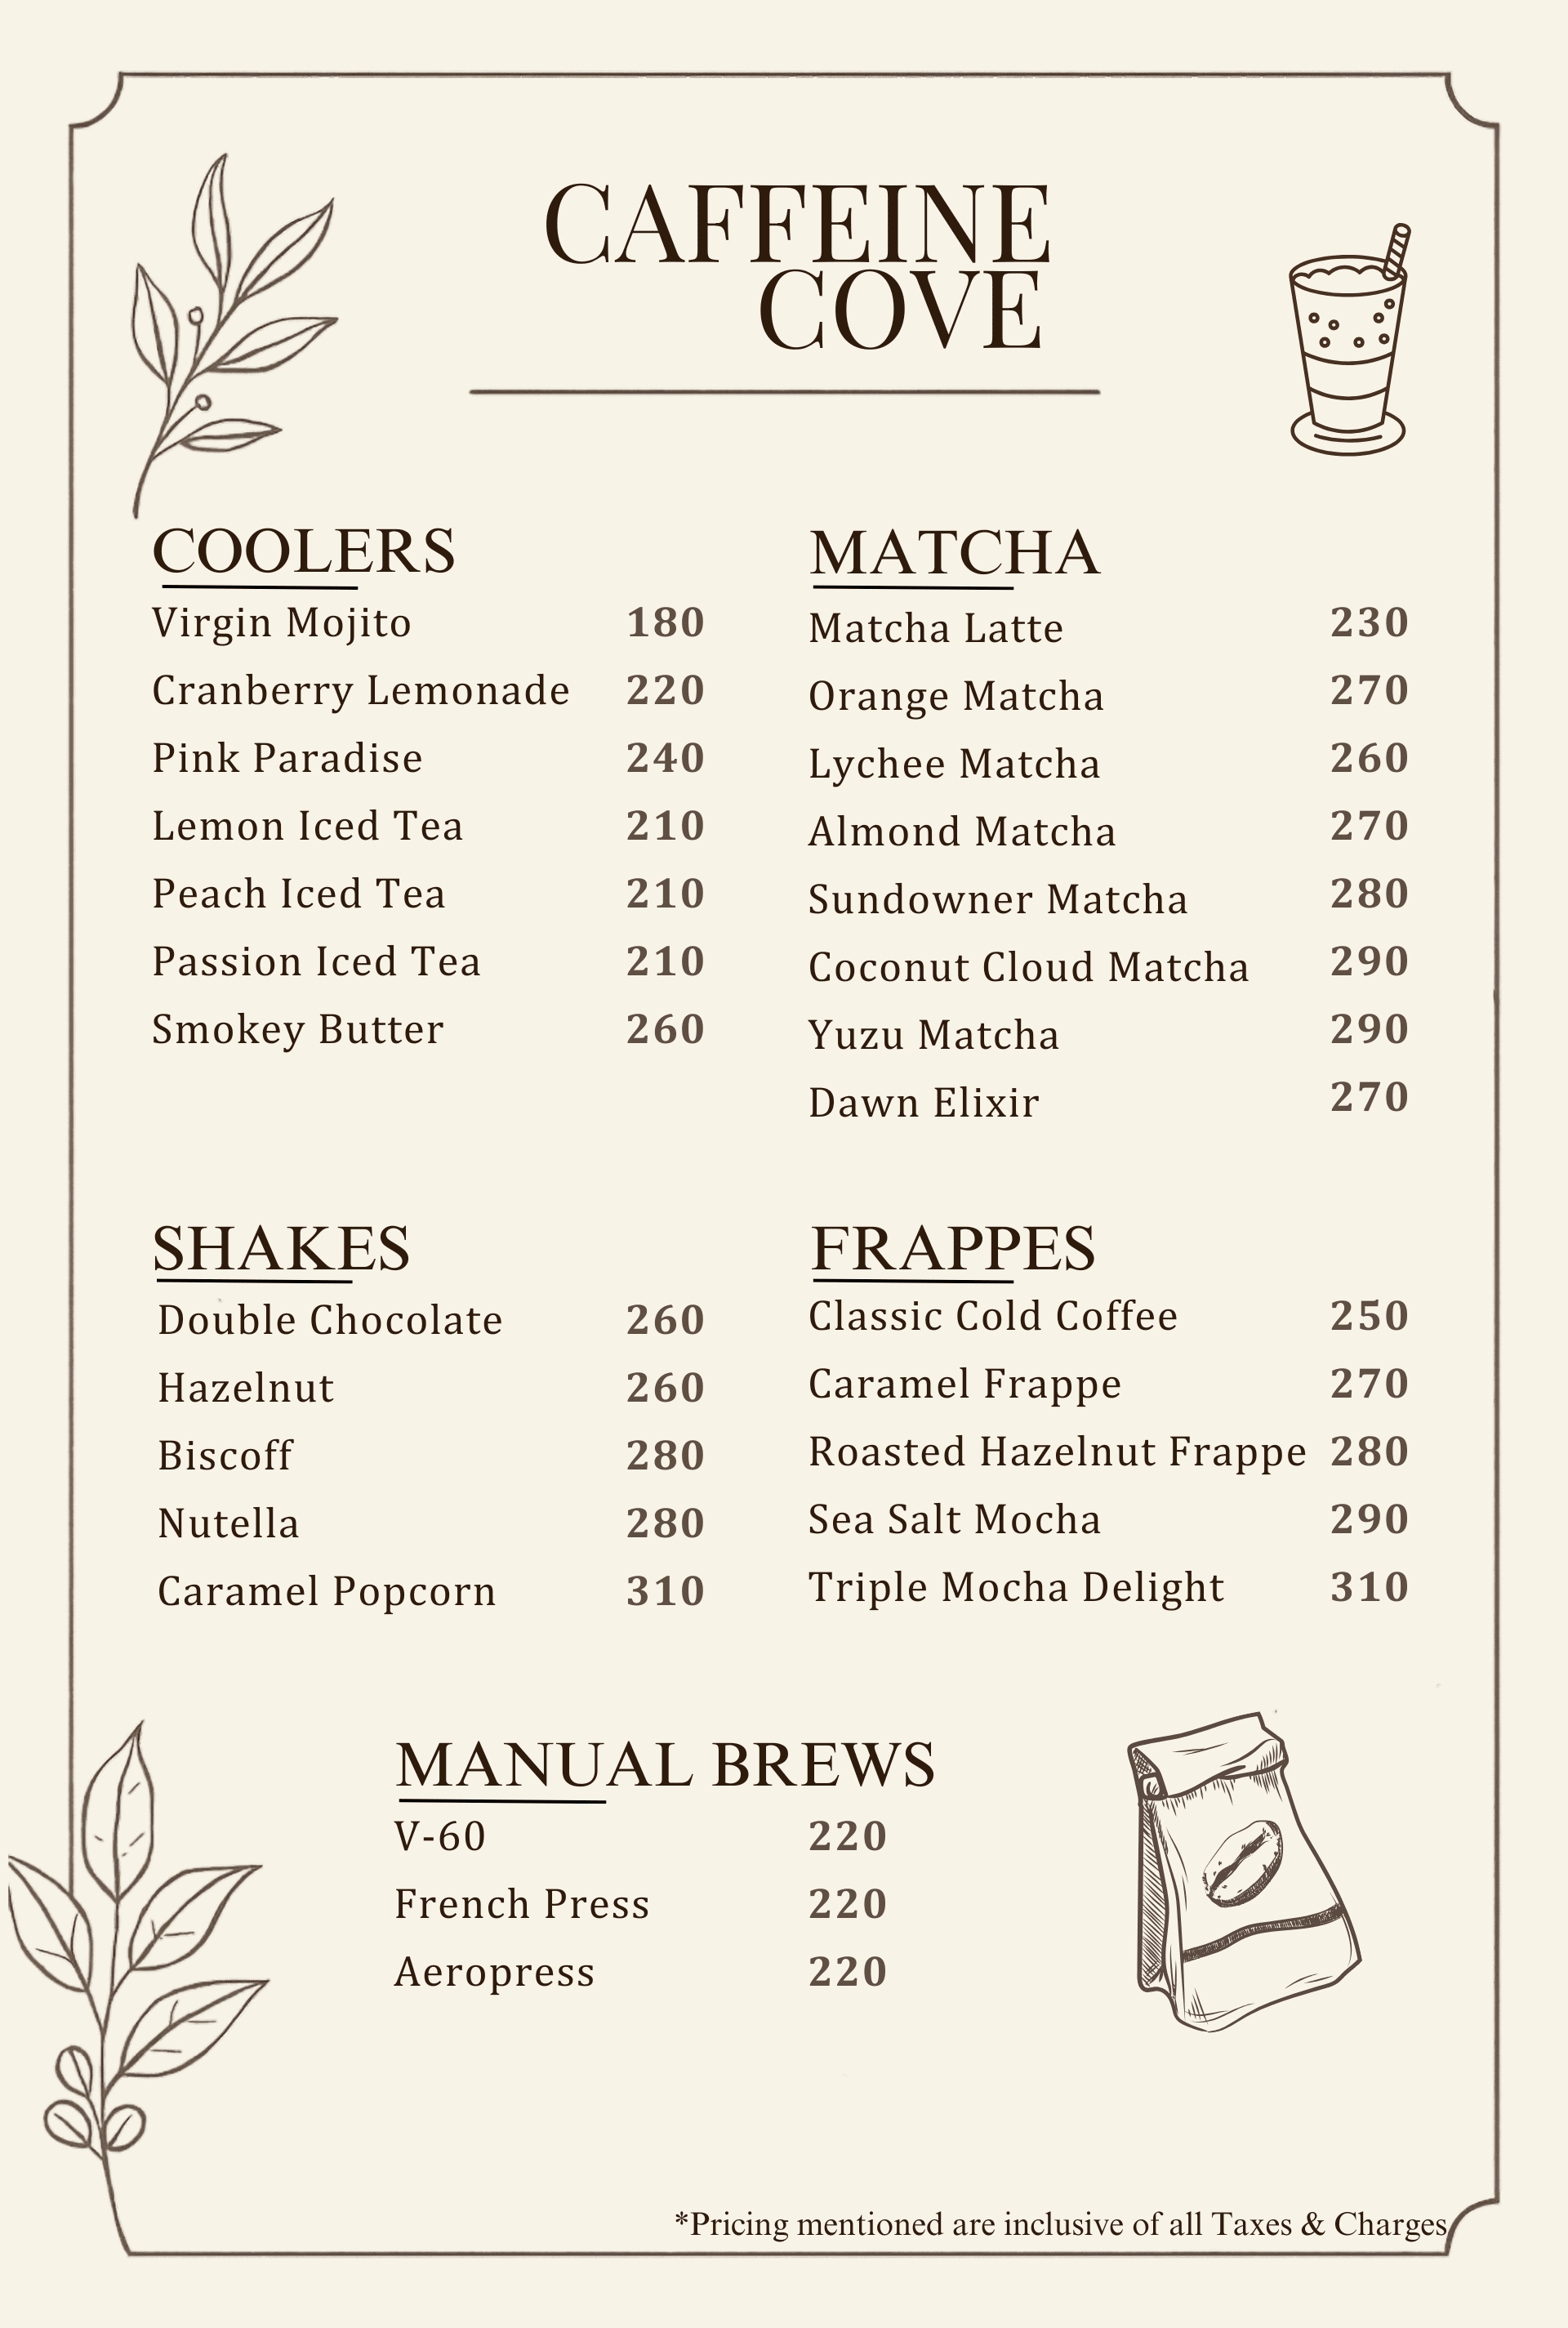 CAFFEINE
COVE
COOLERS
Virgin Mojito 180
Cranberry Lemonade 220
Pink Paradise 240
Lemon Iced Tea 210
Peach Iced Tea 210
Passion Iced Tea 210
Smokey Butter 260
MATCHA
Matcha Latte 230
Orange Matcha 270
Lychee Matcha 260
Almond Matcha 270
Sundowner Matcha 280
Coconut Cloud Matcha 290
Yuzu Matcha 290
Dawn Elixir 270
SHAKES
Double Chocolate 260
Hazelnut 260
Biscoff 280
Nutella 280
Caramel Popcorn 310
FRAPPES
Classic Cold Coffee 250
Caramel Frappe 270
Roasted Hazelnut Frappe 280
Sea Salt Mocha 290
Triple Mocha Delight 310
MANUAL BREWS
V-60 220
French Press 220
Aeropress 220
*Pricing mentioned are inclusive of all Taxes & Charges